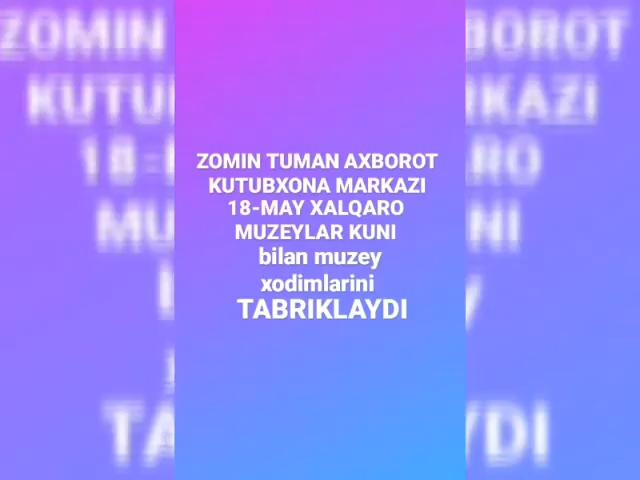 ZOMIN TUMAN AXBOROT
KUTUBXONA MARKAZI
18-MAY XALQARO
MUZEYLAR KUNI
bilan muzey
xodimlarini
TABRIKLAYDI